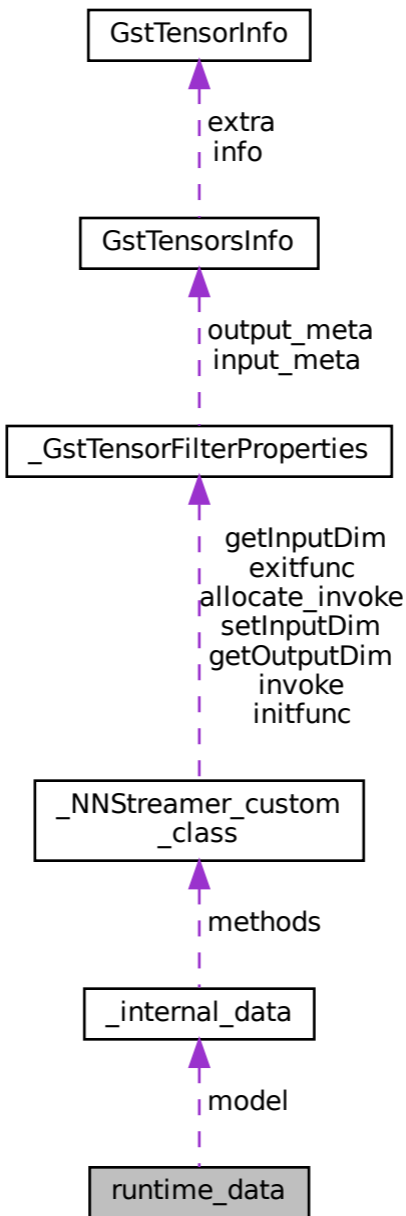 GstTensorInfo
extra
info
GstTensorsInfo
output_meta
input_meta
_GstTensorFilterProperties
getInputDim
exitfunc
allocate_invoke
setInputDim
getOutputDim
invoke
initfunc
_NNStreamer_custom
_class
methods
_internal_data
model
runtime_data